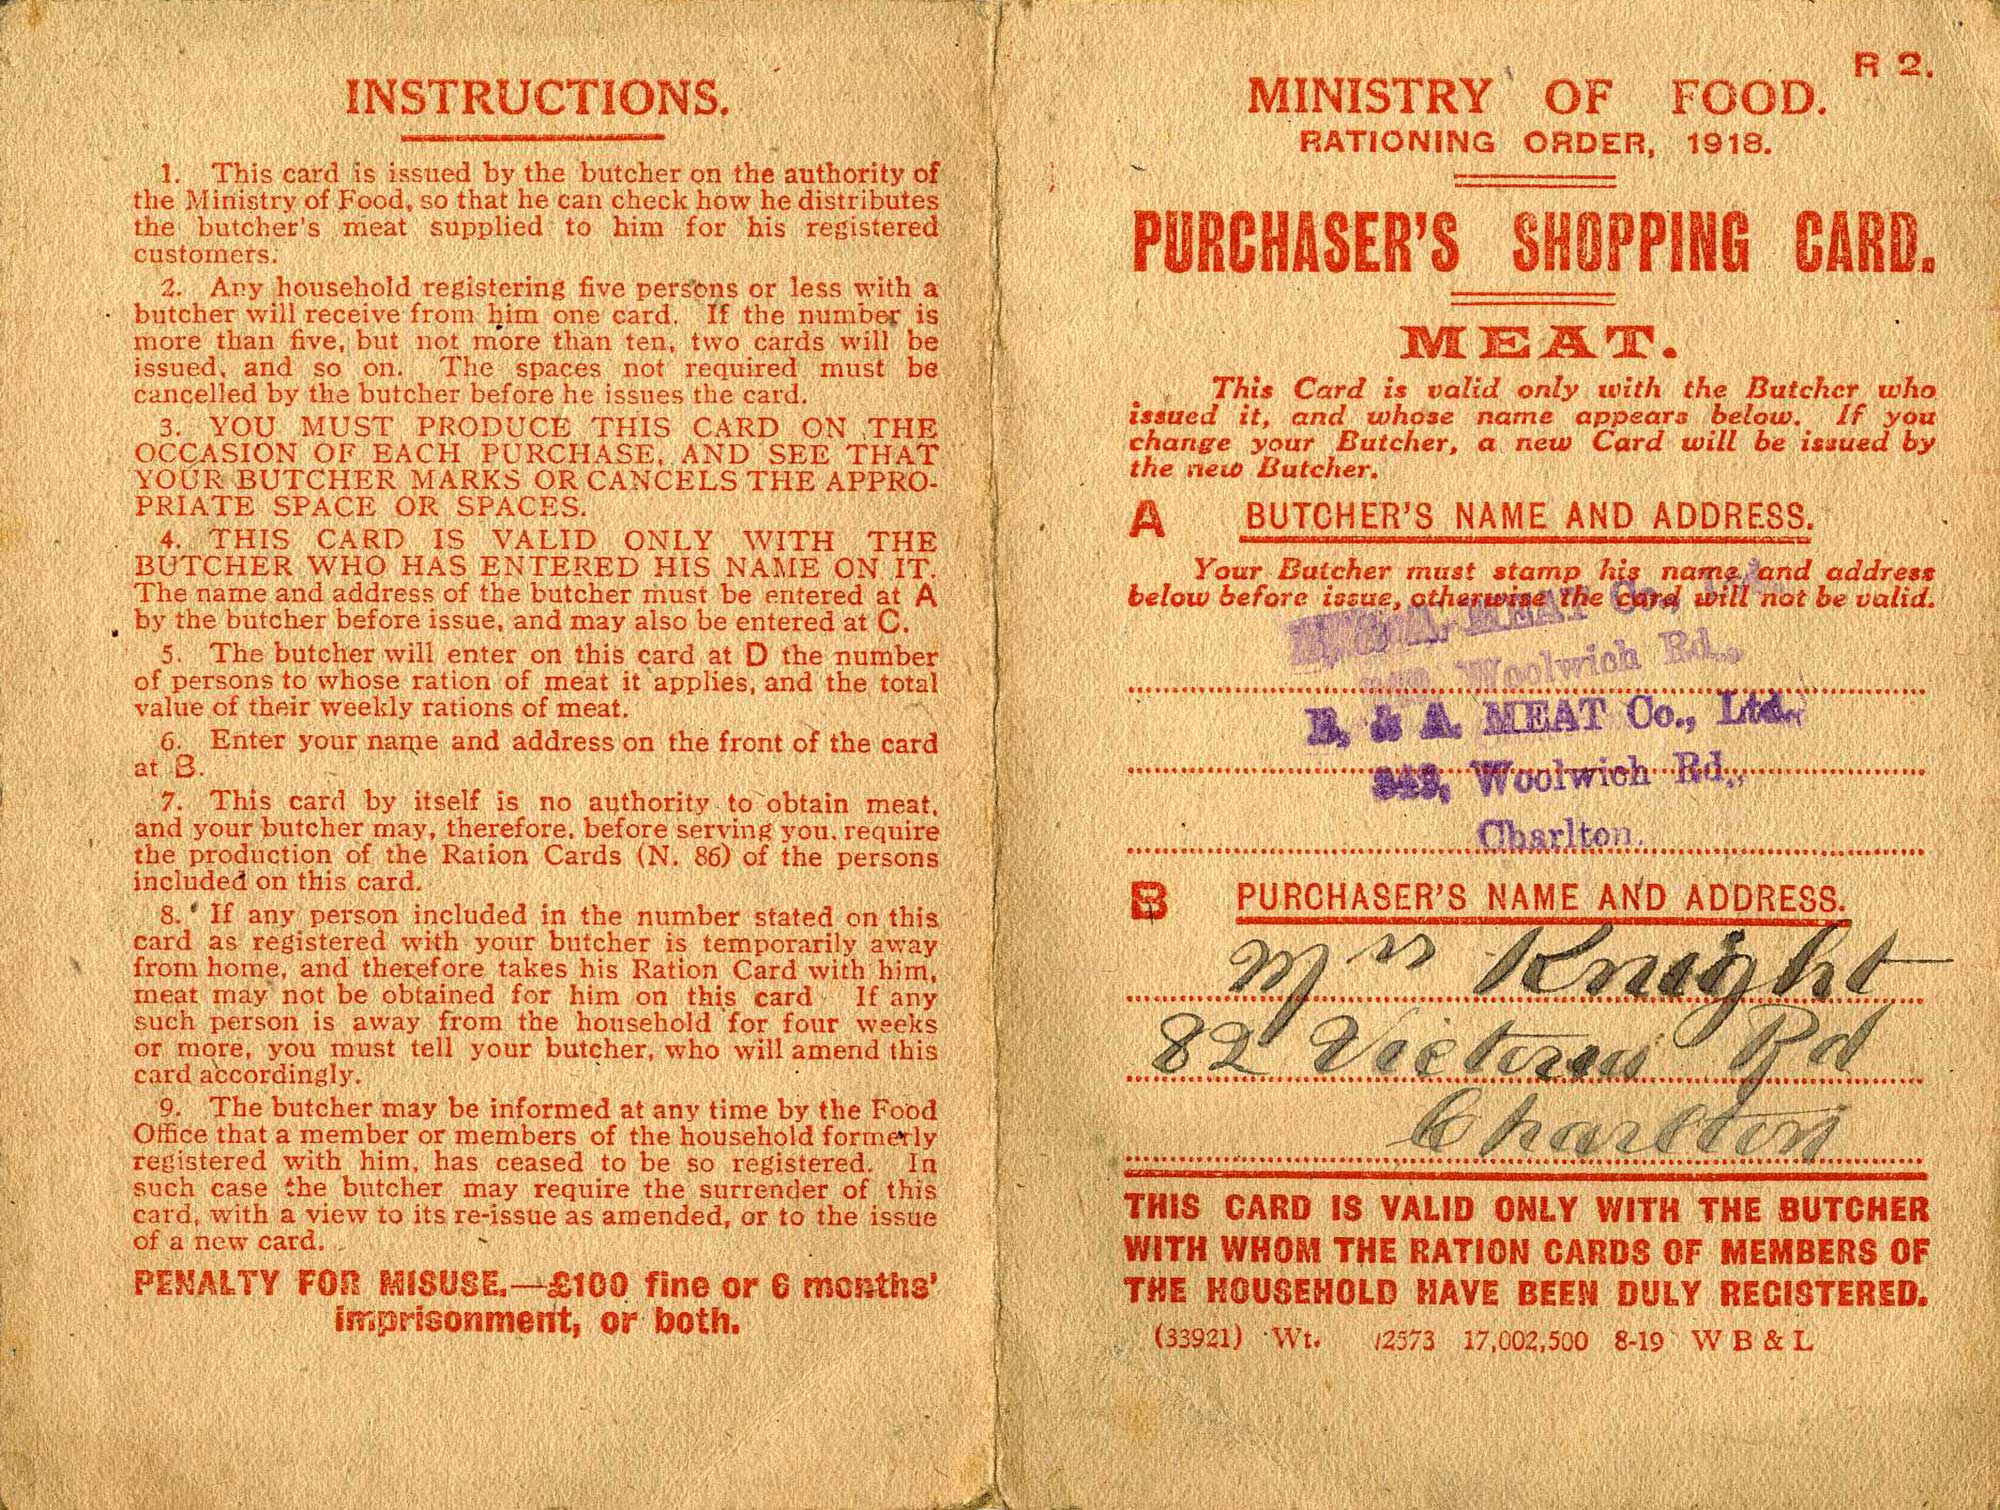 INSTRUCTIONS.
1. This card is issued by the butcher on the authority of
the Ministry of Food, so that he can check how he distributes
the butcher's meat supplied to him for his registered
customers.
2. Any household registering five persons or less with a
butcher will receive from him one card. If the number is
more than five, but not more than ten, two cards will be
issued, and so on. The spaces not required must be
cancelled by the butcher before he issues the card.
3. YOU MUST PRODUCE THIS CARD ON THE
OCCASION OF EACH PURCHASE, AND SEE THAT
YOUR BUTCHER MARKS OR CANCELS THE APPRO-
PRIATE SPACE OR SPACES.
4. THIS CARD IS VALID ONLY WITH THE
BUTCHER WHO HAS ENTERED HIS NAME ON IT.
The name and address of the butcher must be entered at A
by the butcher before issue, and may also be entered at C.
5. The butcher will enter on this card at D the number
of persons to whose ration of meat it applies, and the total
value of their weekly rations of meat.
6. Enter your name and address on the front of the card
at B.
7. This card by itself is no authority to obtain meat,
and your butcher may, therefore, before serving you, require
the production of the Ration Cards (N. 86) of the persons
included on this card.
8. If any person included in the number stated on this
card as registered with your butcher is temporarily away
from home, and therefore takes his Ration Card with him,
meat may not be obtained for him on this card If any
such person is away from the household for four weeks
or more, you must tell your butcher, who will amend this
card accordingly.
9. The butcher may be informed at any time by the Food
Office that a member or members of the household formerly
registered with him, has ceased to be so registered. In
such case the butcher may require the surrender of this
card, with a view to its re-issue as amended, or to the issue
of a new card.
PENALTY FOR MISUSE.—£100 fine or 6 months'
imprisonment, or both.
R 2.
MINISTRY OF FOOD.
RATIONING ORDER, 1918.
PURCHASER'S SHOPPING CARD.
MEAT.
This Card is valid only with the Butcher who
issued it, and whose name appears below. If you
change your Butcher, a new Card will be issued by
the new Butcher.
A BUTCHER'S NAME AND ADDRESS.
Your Butcher must stamp his name and address
below before issue, otherwise the card will not be valid.
& A. MEAT Co.,
Woolwich Rd.,
& A. MEAT Co., Ltd.,
Woolwich Rd.,
Charlton.
B PURCHASER'S NAME AND ADDRESS.
Mrs Knight
82 Victoria Rd
Charlton
THIS CARD IS VALID ONLY WITH THE BUTCHER
WITH WHOM THE RATION CARDS OF MEMBERS OF
THE HOUSEHOLD HAVE BEEN DULY REGISTERED.
(33921) Wt. 12573 17,002,500 8-19 W B & L